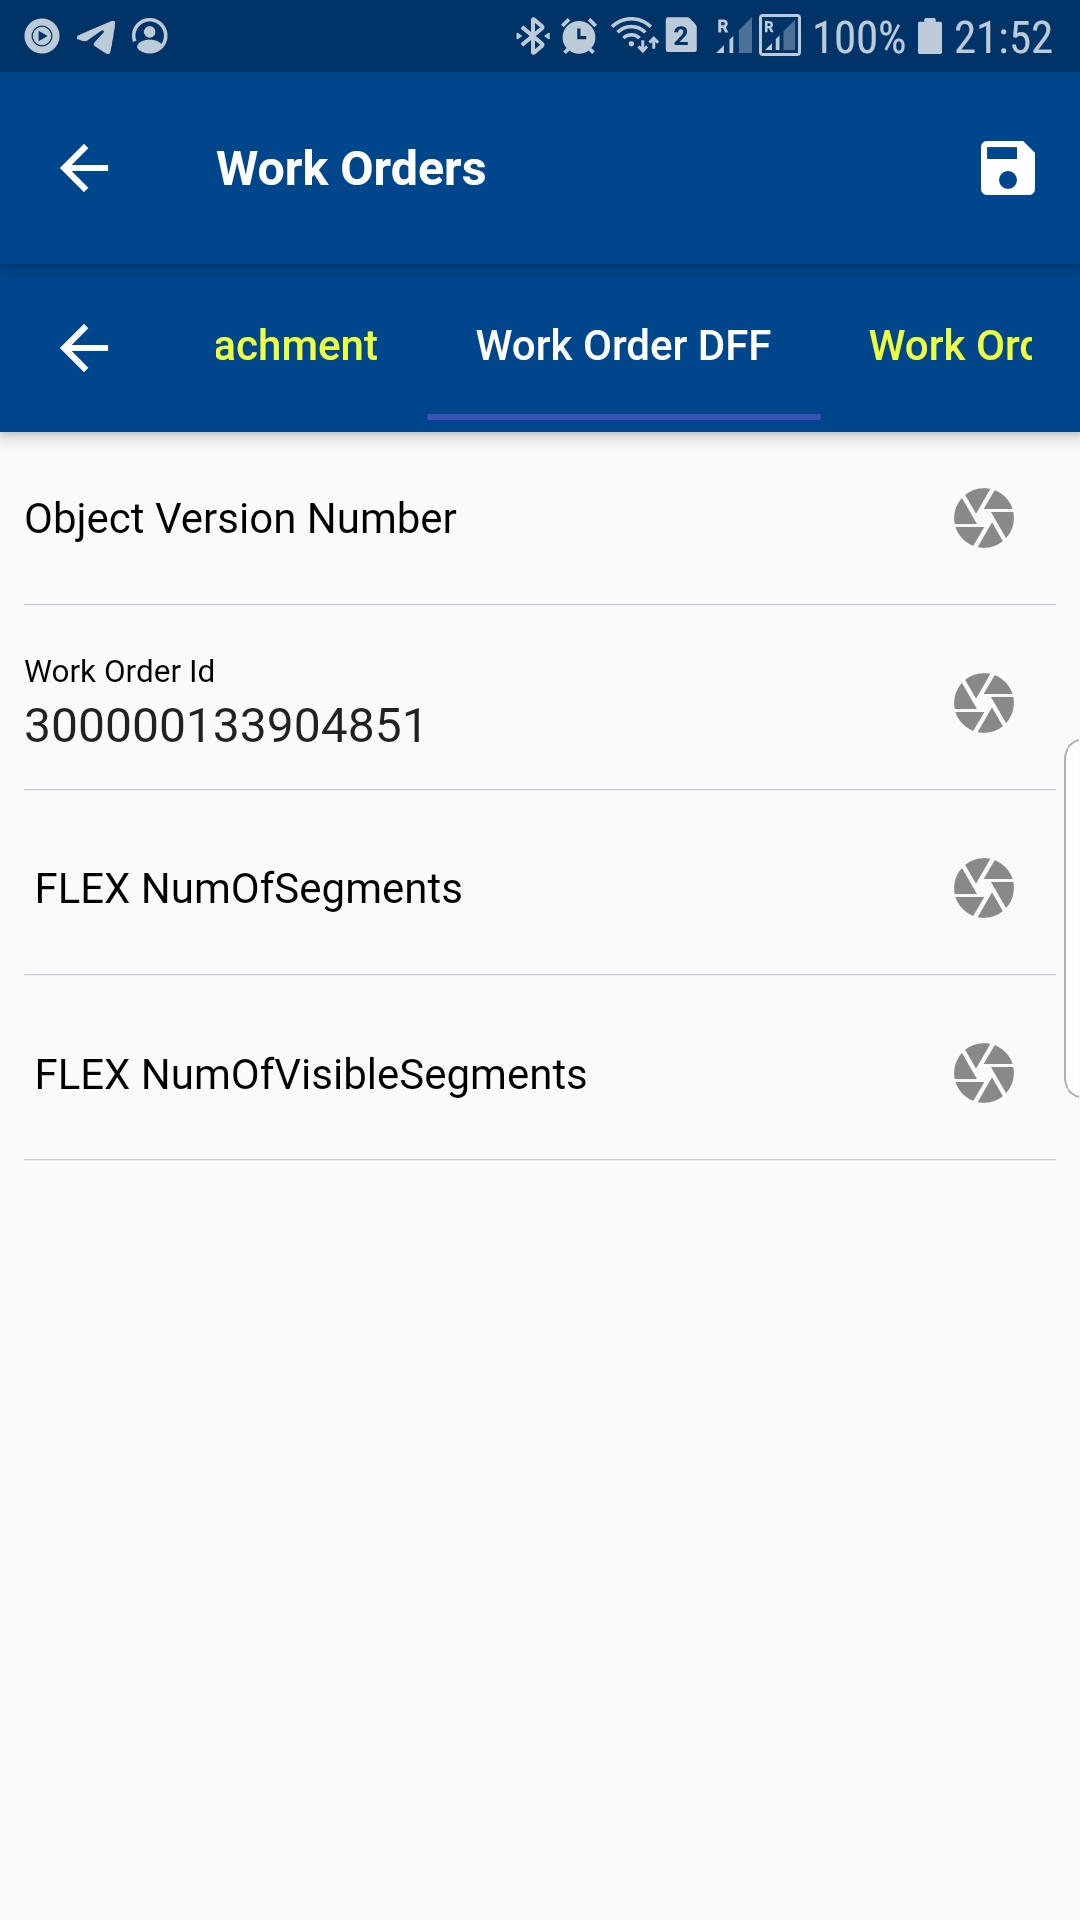 2 R R 100% 21:52
Work Orders
achment Work Order DFF Work Orc
Object Version Number
Work Order Id
300000133904851
FLEX NumOfSegments
FLEX NumOfVisibleSegments